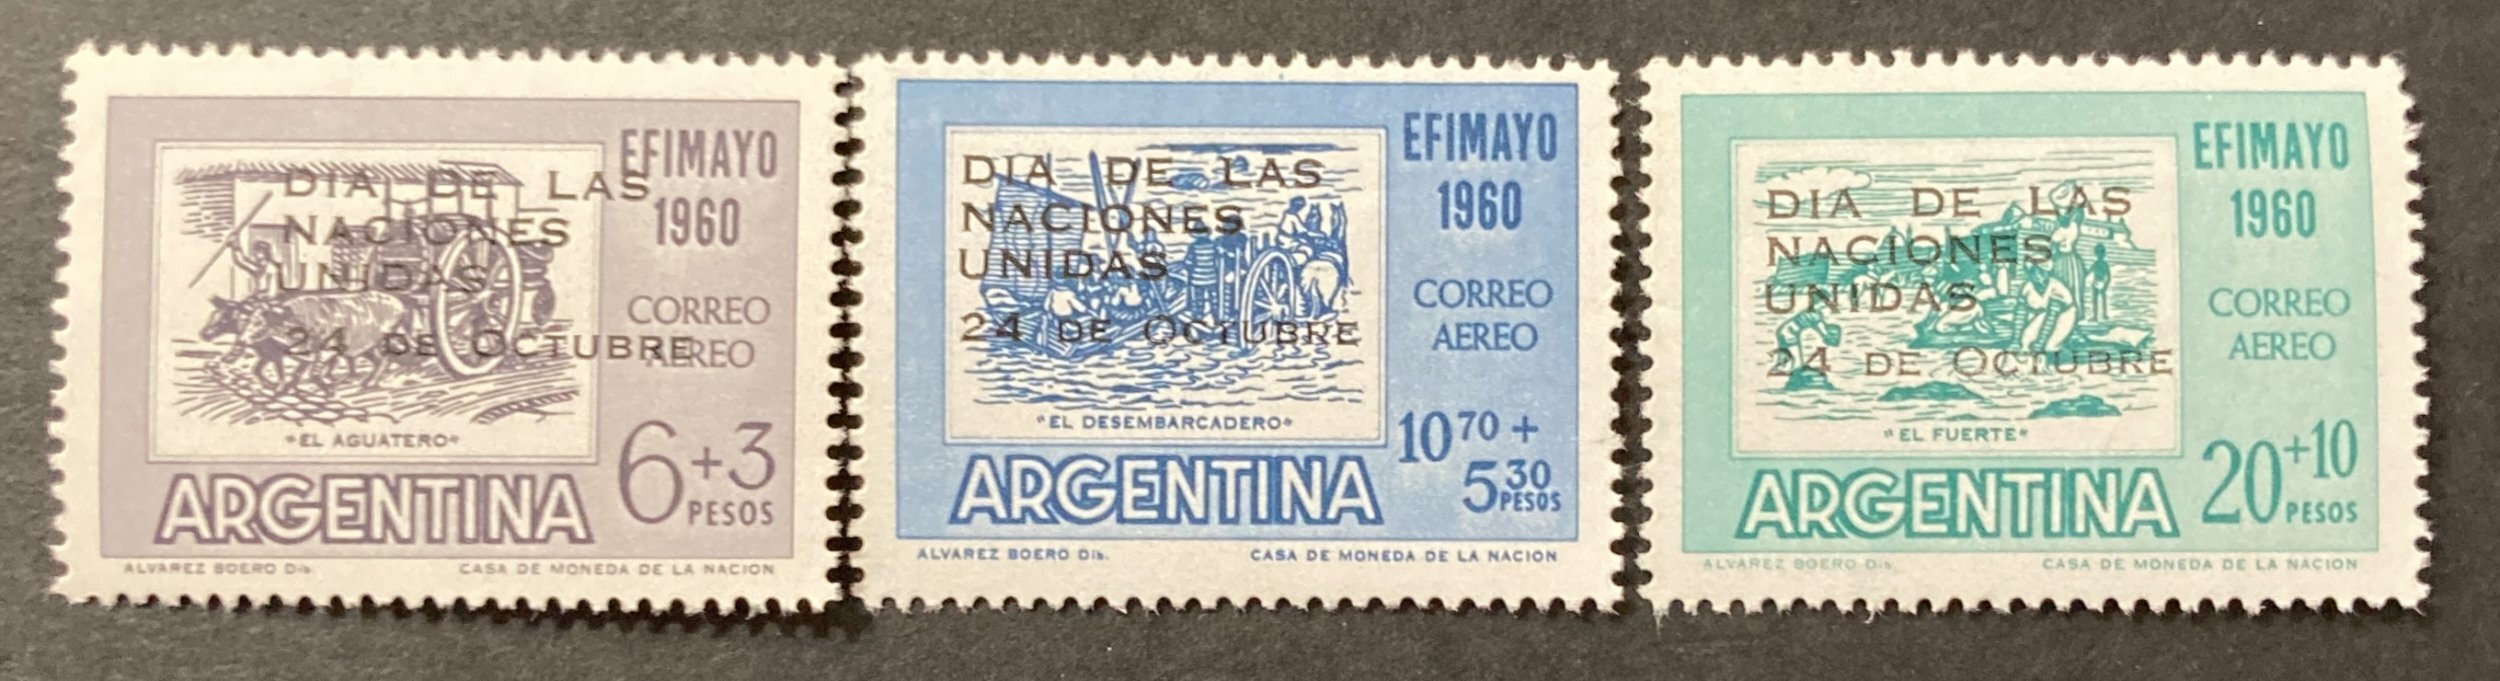 EFIMAYO
1960
DIA DE LAS
NACIONES
UNIDAS
24 DE OCTUBRE
CORREO
AEREO
"EL AGUATERO"
6+3
PESOS
ARGENTINA
ALVAREZ BOERO Dib.
CASA DE MONEDA DE LA NACION
EFIMAYO
1960
DIA DE LAS
NACIONES
UNIDAS
24 DE OCTUBRE
CORREO
AEREO
"EL DESEMBARCADERO"
10 70 +
5 30
PESOS
ARGENTINA
ALVAREZ BOERO Dib.
CASA DE MONEDA DE LA NACION
EFIMAYO
1960
DIA DE LAS
NACIONES
UNIDAS
24 DE OCTUBRE
CORREO
AEREO
"EL FUERTE"
20+10
PESOS
ARGENTINA
ALVAREZ BOERO Dib.
CASA DE MONEDA DE LA NACION